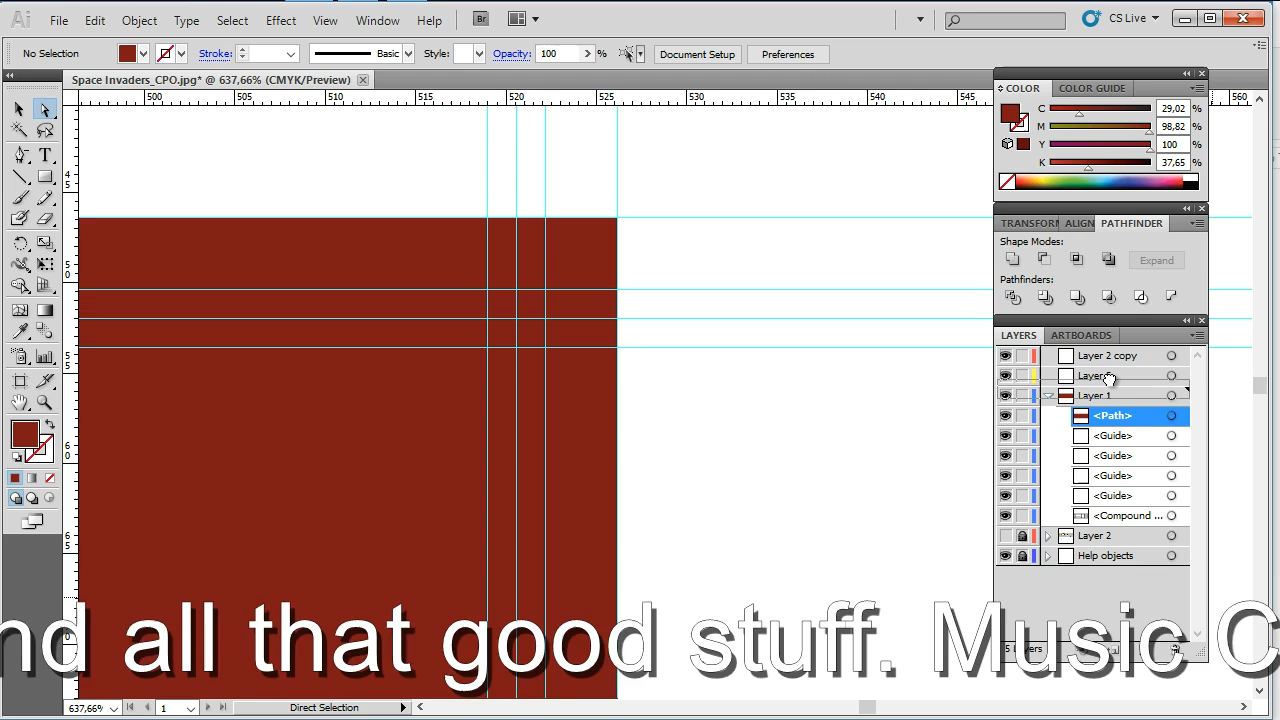 Ai File Edit Object Type Select Effect View Window Help Br CS Live
No Selection Stroke: Basic Style: Opacity: 100 % Document Setup Preferences
Space Invaders_CPO.jpg* @ 637,66% (CMYK/Preview)
500 505 510 515 520 525 530 535 540 545 560
COLOR COLOR GUIDE
C 29,02 %
M 98,82 %
Y 100 %
K 37,65 %
TRANSFORM ALIGN PATHFINDER
Shape Modes:
Expand
Pathfinders:
LAYERS ARTBOARDS
Layer 2 copy
Layer
Layer 1
<Path>
<Guide>
<Guide>
<Guide>
<Guide>
<Compound ...
Layer 2
Help objects
nd all that good stuff. Music C
5 Layers
637,66% 1 Direct Selection